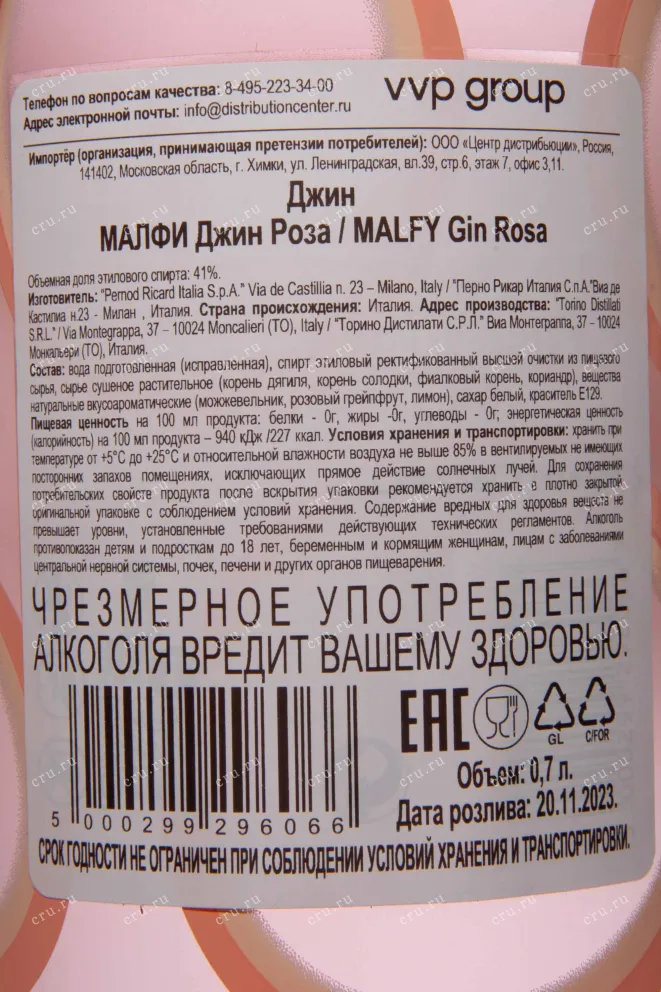 Телефон по вопросам качества: 8-495-223-34-00
Адрес электронной почты: info@distributioncenter.ru
vvp group
Импортёр (организация, принимающая претензии потребителей): ООО «Центр дистрибьюции», Россия,
141402, Московская область, г. Химки, ул. Ленинградская, вл.39, стр.6, этаж 7, офис 3,11.
Джин
МАЛФИ Джин Роза / MALFY Gin Rosa
Объемная доля этилового спирта: 41%.
Изготовитель: "Pernod Ricard Italia S.p.A." Via de Castillia n. 23 – Milano, Italy / "Перно Рикар Италия С.п.А."Виа де
Кастилиа н.23 - Милан , Италия. Страна происхождения: Италия. Адрес производства: "Torino Distillati
S.R.L." / Via Montegrappa, 37 – 10024 Moncalieri (TO), Italy / "Торино Дистилати С.Р.Л." Виа Монтеграппа, 37 – 10024
Монкальери (ТО), Италия.
Состав: вода подготовленная (исправленная), спирт этиловый ректификованный высшей очистки из пищевого
сырья, сырье сушеное растительное (корень дягиля, корень солодки, фиалковый корень, кориандр), вещества
натуральные вкусоароматические (можжевельник, розовый грейпфрут, лимон), сахар белый, краситель Е129.
Пищевая ценность на 100 мл продукта: белки - 0г, жиры -0г, углеводы - 0г; энергетическая ценность
(калорийность) на 100 мл продукта – 940 кДж /227 ккал. Условия хранения и транспортировки: хранить при
температуре от +5°C до +25°C и относительной влажности воздуха не выше 85% в вентилируемых не имеющих
посторонних запахов помещениях, исключающих прямое действие солнечных лучей. Для сохранения
потребительских свойств продукта после вскрытия упаковки рекомендуется хранить в плотно закрытой
оригинальной упаковке с соблюдением условий хранения. Содержание вредных для здоровья веществ не
превышает уровни, установленные требованиями действующих технических регламентов. Алкоголь
противопоказан детям и подросткам до 18 лет, беременным и кормящим женщинам, лицам с заболеваниями
центральной нервной системы, почек, печени и других органов пищеварения.
ЧРЕЗМЕРНОЕ УПОТРЕБЛЕНИЕ
АЛКОГОЛЯ ВРЕДИТ ВАШЕМУ ЗДОРОВЬЮ.
EAC
GL
C/FOR
Объем: 0,7 л.
Дата розлива: 20.11.2023.
5 000299 296066
СРОК ГОДНОСТИ НЕ ОГРАНИЧЕН ПРИ СОБЛЮДЕНИИ УСЛОВИЙ ХРАНЕНИЯ И ТРАНСПОРТИРОВКИ.
cru.ru